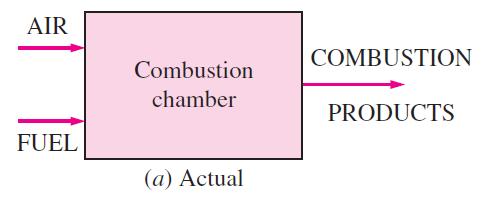 AIR
FUEL
Combustion
chamber
COMBUSTION
PRODUCTS
(a) Actual